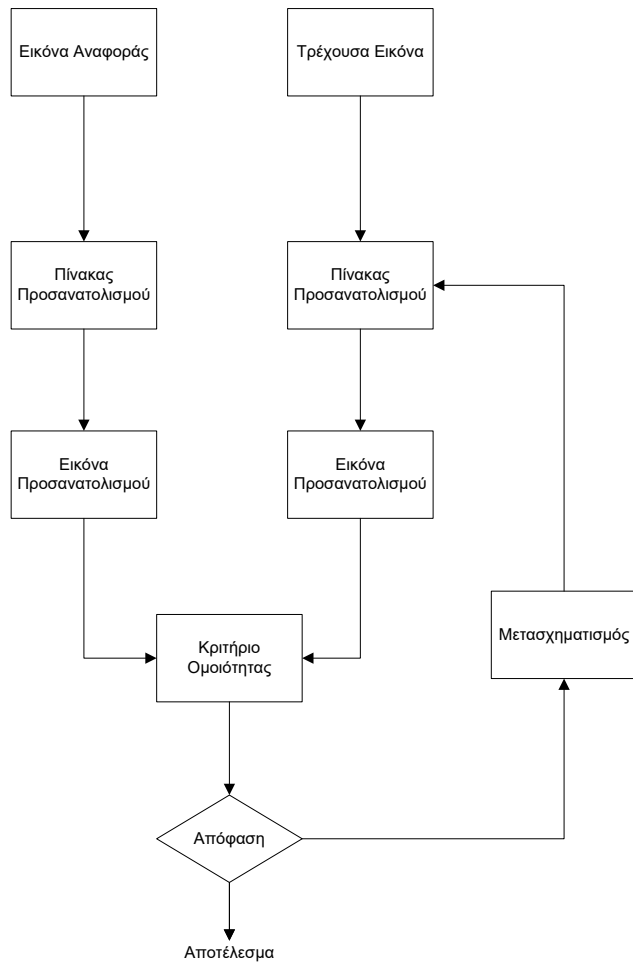 Εικόνα Αναφοράς
Τρέχουσα Εικόνα
Πίνακας
Προσανατολισμού
Πίνακας
Προσανατολισμού
Εικόνα
Προσανατολισμού
Εικόνα
Προσανατολισμού
Μετασχηματισμός
Κριτήριο
Ομοιότητας
Απόφαση
Αποτέλεσμα